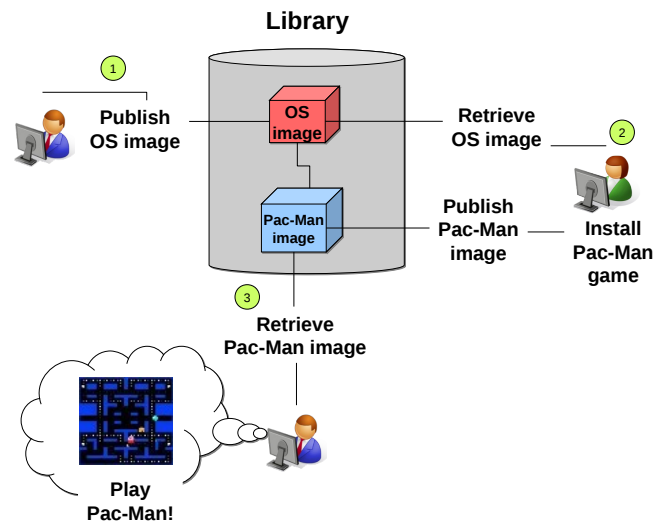 Library
1
Publish
OS image
OS
image
Retrieve
OS image
2
Pac-Man
image
Publish
Pac-Man
image
Install
Pac-Man
game
3
Retrieve
Pac-Man image
Play
Pac-Man!